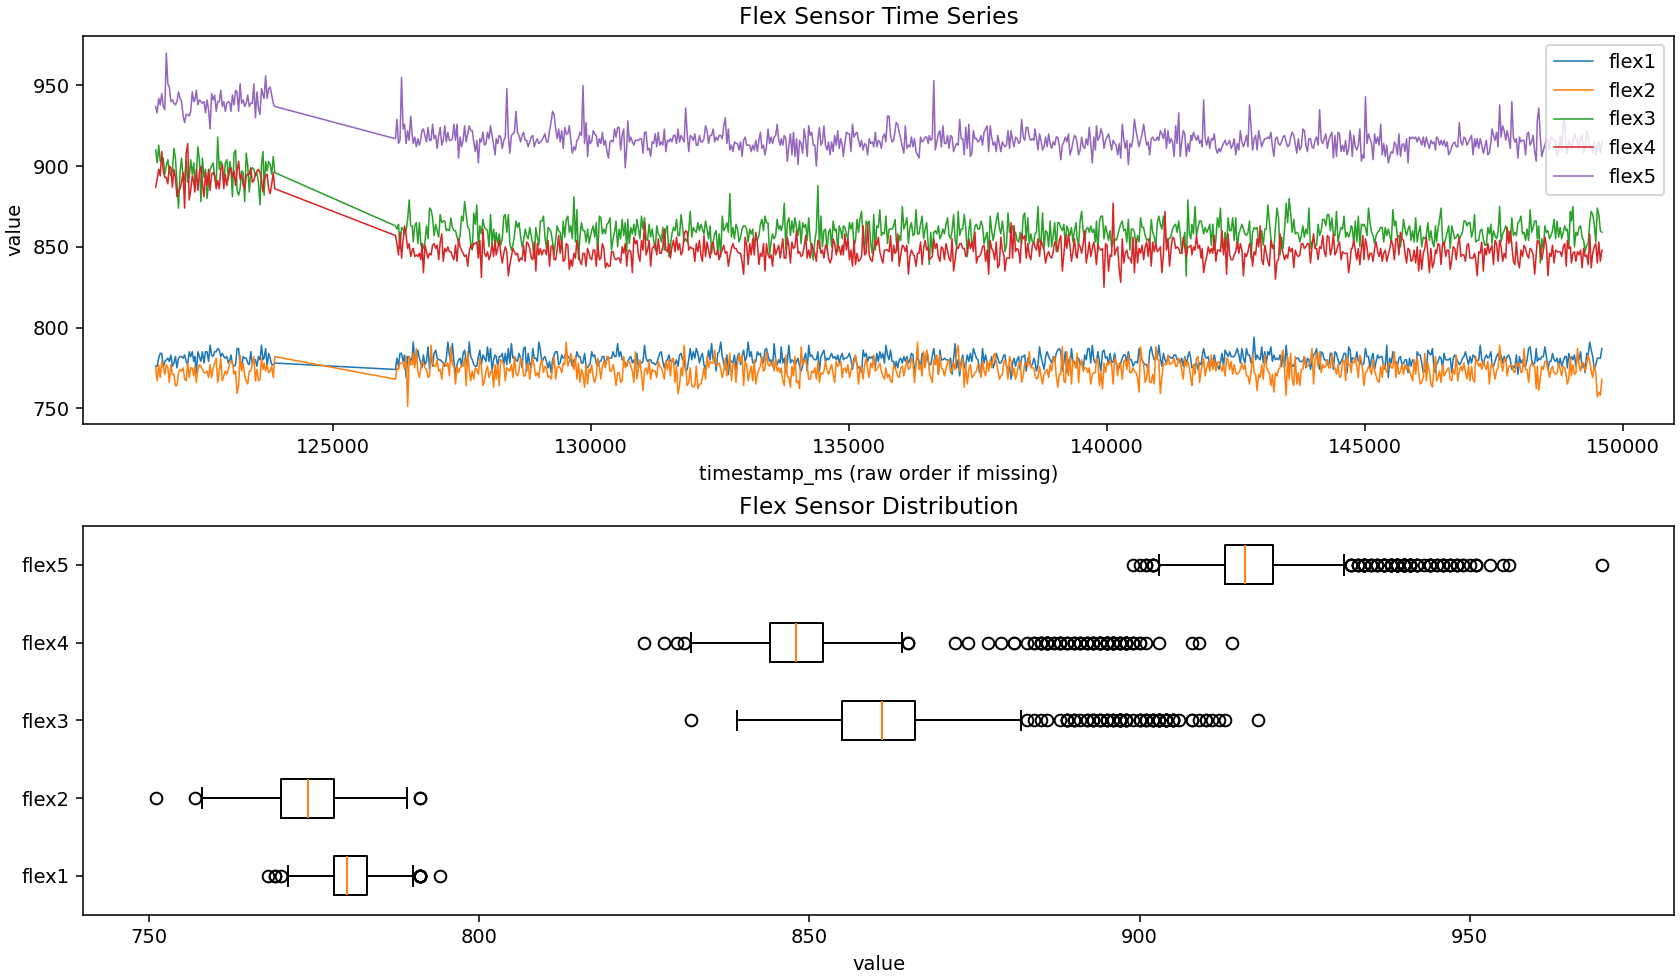 Flex Sensor Time Series
950
900
850
800
750
value
flex1
flex2
flex3
flex4
flex5
125000 130000 135000 140000 145000 150000
timestamp_ms (raw order if missing)
Flex Sensor Distribution
flex5
flex4
flex3
flex2
flex1
750 800 850 900 950
value